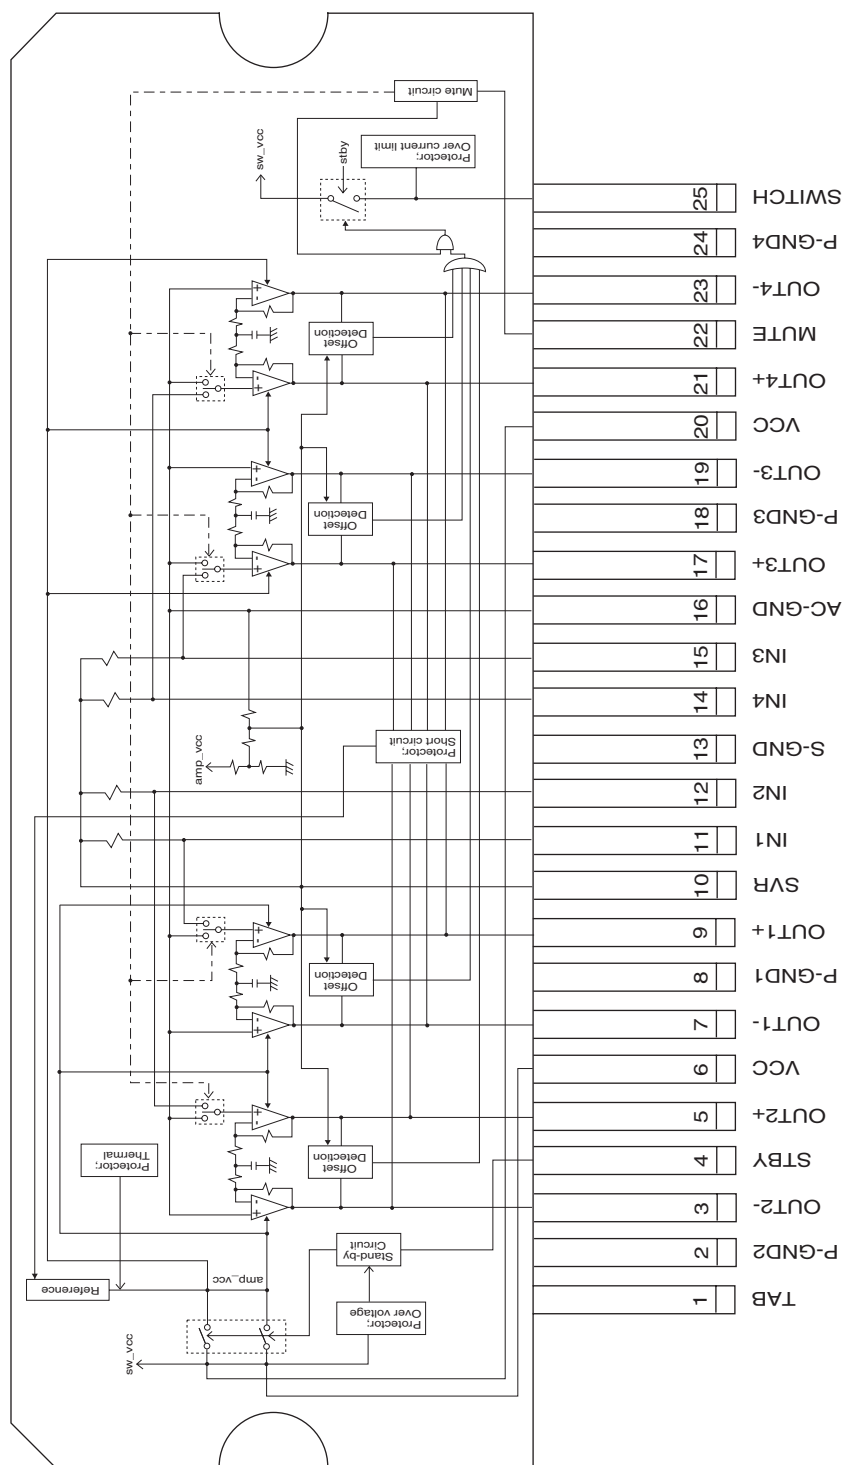 Mute circuit
sw_vcc
stby
Protector;
Over current limit
25 SWITCH
24 P-GND4
23 OUT4-
22 MUTE
21 OUT4+
20 VCC
19 OUT3-
18 P-GND3
17 OUT3+
16 AC-GND
15 IN3
14 IN4
13 S-GND
12 IN2
11 IN1
10 SVR
9 OUT1+
8 P-GND1
7 OUT1-
6 VCC
5 OUT2+
4 STBY
3 OUT2-
2 P-GND2
1 TAB
+
-
Offset
Detection
-
+
+
-
Offset
Detection
-
+
amp_vcc
Protector;
Short circuit
+
-
Offset
Detection
-
+
+
-
Offset
Detection
-
+
Protector;
Thermal
Stand-by
Circuit
amp_vcc
Reference
Protector;
Over voltage
sw_vcc